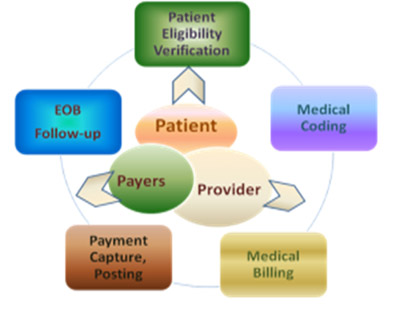 Patient
Eligibility
Verification
EOB
Follow-up
Medical
Coding
Patient
Payers
Provider
Payment
Capture,
Posting
Medical
Billing